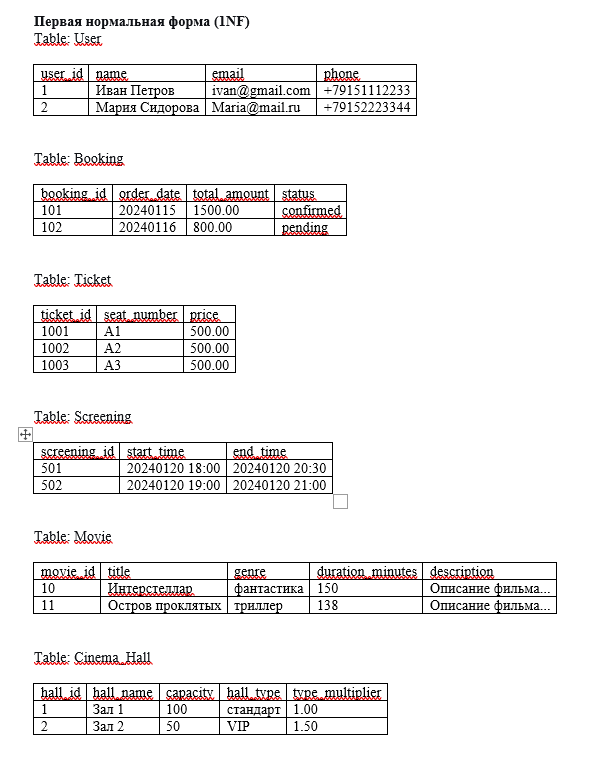 Первая нормальная форма (1NF)
Table: User
user_id name email phone
1 Иван Петров ivan@gmail.com +79151112233
2 Мария Сидорова Maria@mail.ru +79152223344
Table: Booking
booking_id order_date total_amount status
101 20240115 1500.00 confirmed
102 20240116 800.00 pending
Table: Ticket
ticket_id seat_number price
1001 A1 500.00
1002 A2 500.00
1003 A3 500.00
Table: Screening
screening_id start_time end_time
501 20240120 18:00 20240120 20:30
502 20240120 19:00 20240120 21:00
Table: Movie
movie_id title genre duration_minutes description
10 Интерстеллар фантастика 150 Описание фильма...
11 Остров проклятых триллер 138 Описание фильма...
Table: Cinema_Hall
hall_id hall_name capacity hall_type type_multiplier
1 Зал 1 100 стандарт 1.00
2 Зал 2 50 VIP 1.50